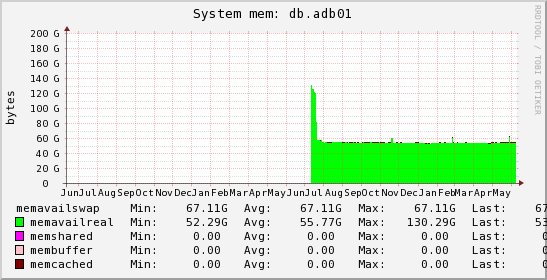 System mem: db.adb01
RRDTOOL / TOBI OETIKER
bytes
200 G
180 G
160 G
140 G
120 G
100 G
80 G
60 G
40 G
20 G
0
Jun Jul Aug Sep Oct Nov Dec Jan Feb Mar Apr May Jun Jul Aug Sep Oct Nov Dec Jan Feb Mar Apr May
memavailswap Min: 67.11G Avg: 67.11G Max: 67.11G Last: 67
memavailreal Min: 52.29G Avg: 55.77G Max: 130.29G Last: 53
memshared Min: 0.00 Avg: 0.00 Max: 0.00 Last: 0
membuffer Min: 0.00 Avg: 0.00 Max: 0.00 Last: 0
memcached Min: 0.00 Avg: 0.00 Max: 0.00 Last: 0